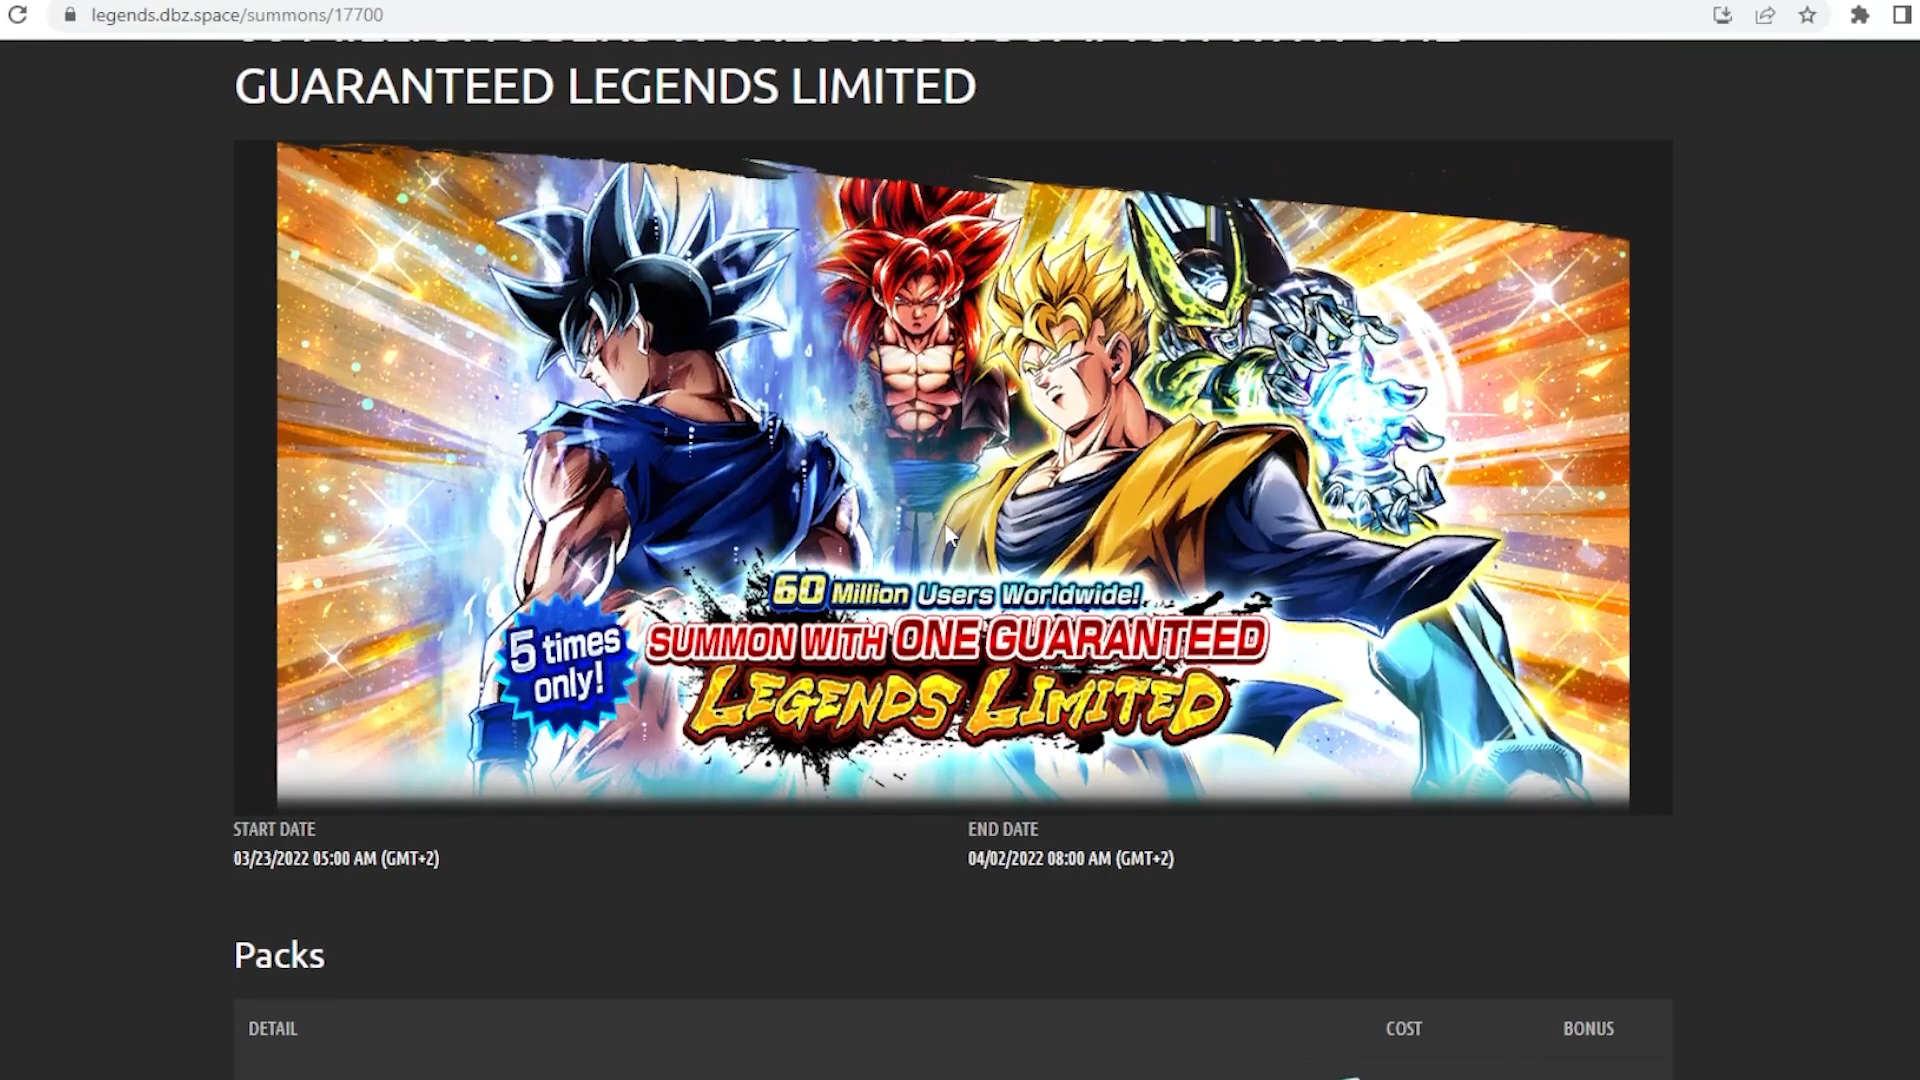 legends.dbz.space/summons/17700
GUARANTEED LEGENDS LIMITED
60 Million Users Worldwide!
5 times
only!
SUMMON WITH ONE GUARANTEED
LEGENDS LIMITED
START DATE
END DATE
03/23/2022 05:00 AM (GMT+2)
04/02/2022 08:00 AM (GMT+2)
Packs
DETAIL
COST
BONUS